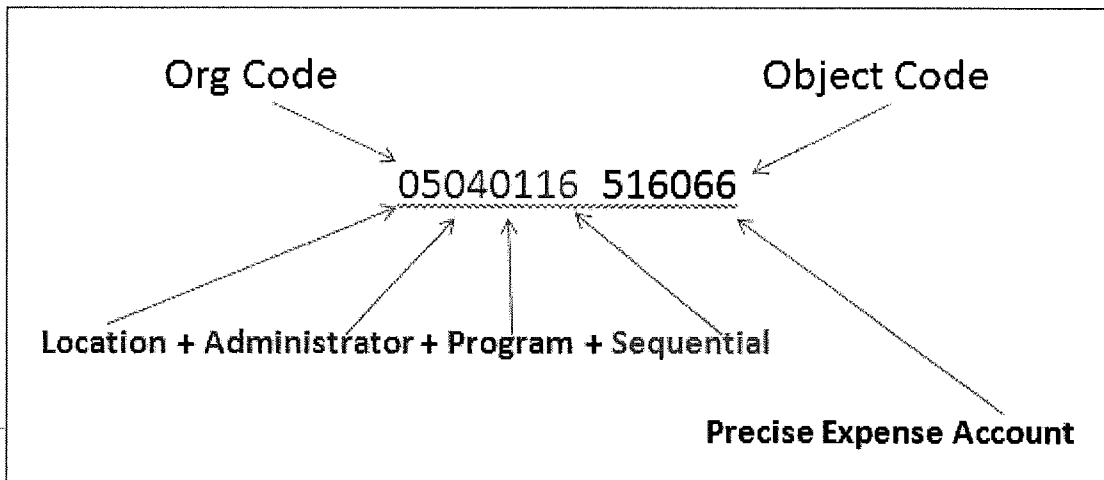 Org Code Object Code
05040116 516066
Location + Administrator + Program + Sequential
Precise Expense Account